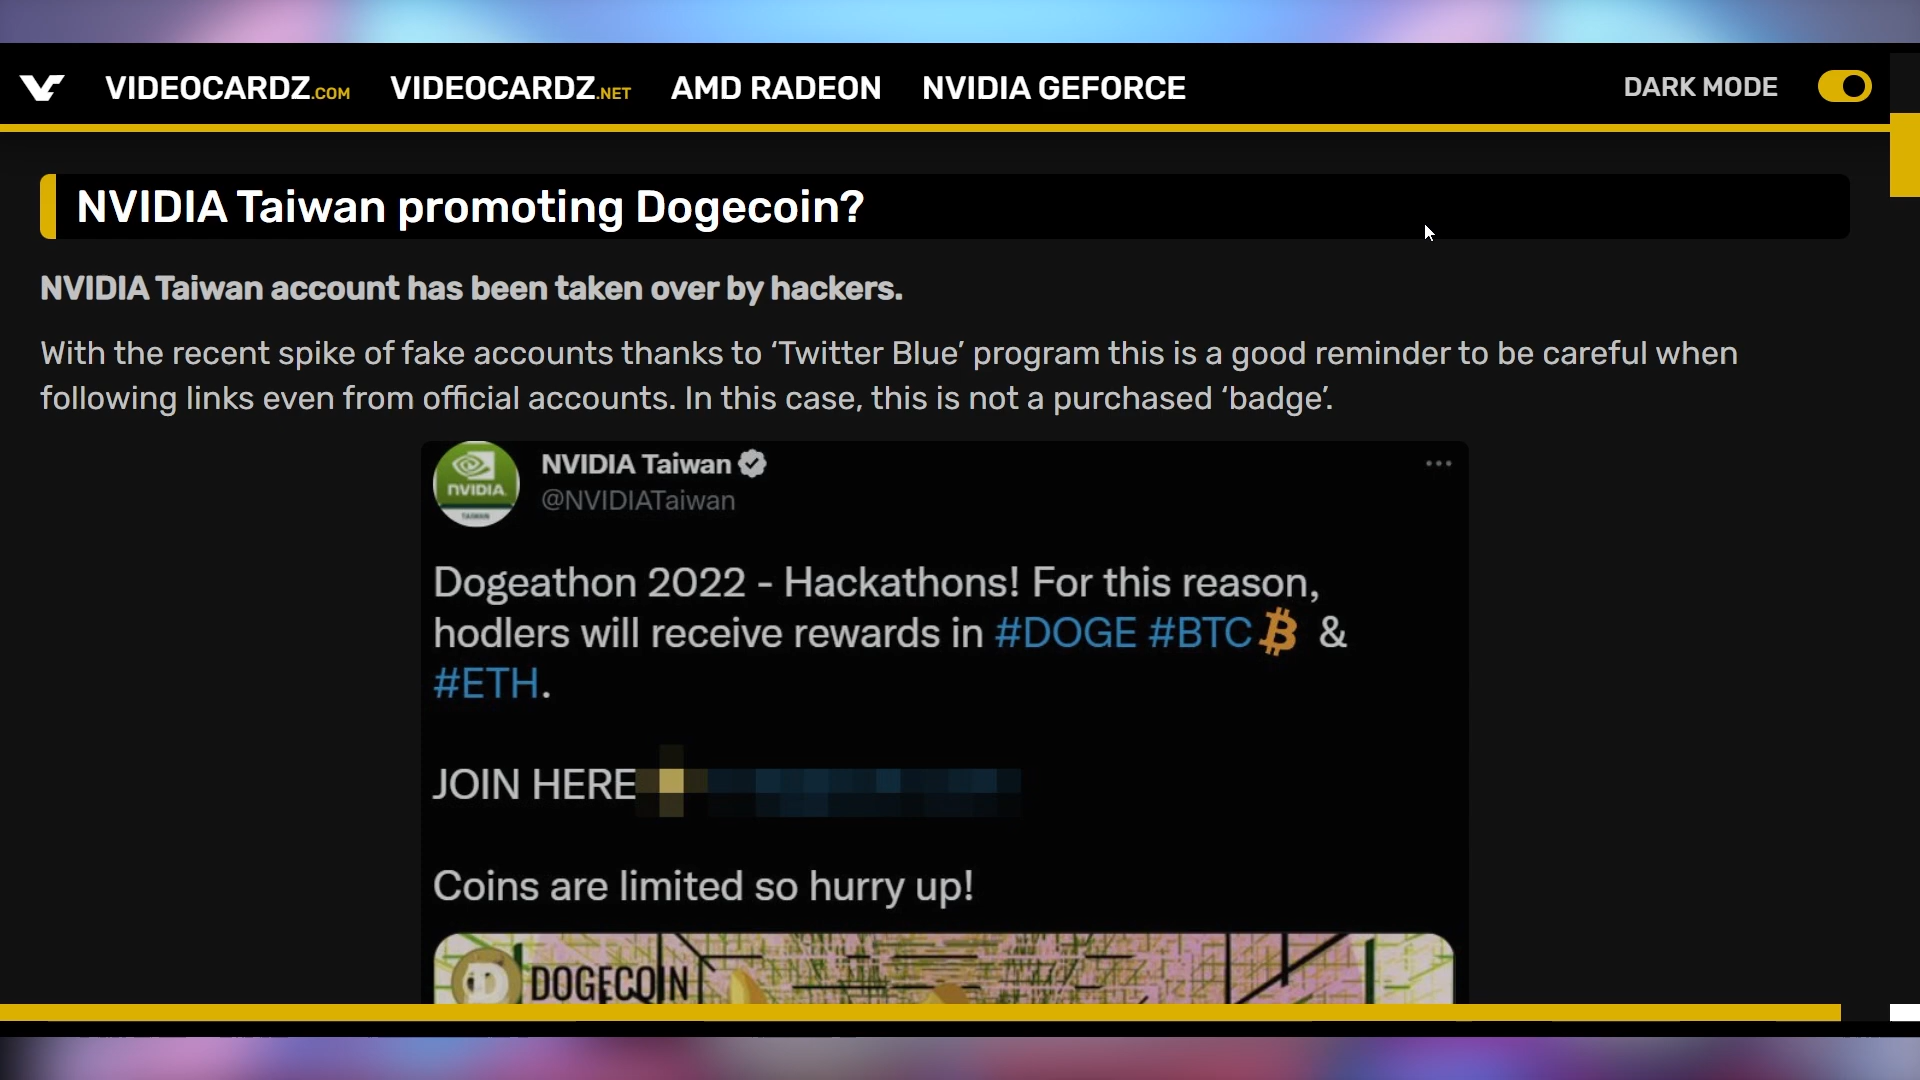 VIDEOCARDZ.COM VIDEOCARDZ.NET AMD RADEON NVIDIA GEFORCE DARK MODE
NVIDIA Taiwan promoting Dogecoin?
NVIDIA Taiwan account has been taken over by hackers.
With the recent spike of fake accounts thanks to ‘Twitter Blue’ program this is a good reminder to be careful when
following links even from official accounts. In this case, this is not a purchased ‘badge’.
NVIDIA Taiwan
@NVIDIATaiwan
nVIDIA.
TAIWAN
Dogeathon 2022 - Hackathons! For this reason,
hodlers will receive rewards in #DOGE #BTC &
#ETH.
JOIN HERE
Coins are limited so hurry up!
DOGECOIN